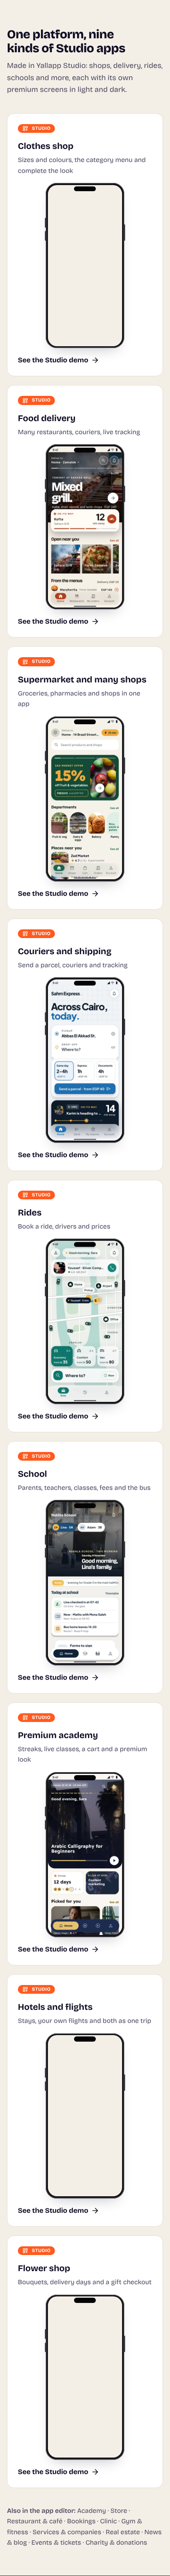 One platform, nine
kinds of Studio apps
Made in Yallapp Studio: shops, delivery, rides,
schools and more, each with its own
premium screens in light and dark.
STUDIO
Clothes shop
Sizes and colours, the category menu and
complete the look
See the Studio demo →
STUDIO
Food delivery
Many restaurants, couriers, live tracking
Mixed
grill.
12
Open near you
From the menus
See the Studio demo →
STUDIO
Supermarket and many shops
Groceries, pharmacies and shops in one
app
Search products and shops
15%
Departments
Places near you
See the Studio demo →
STUDIO
Couriers and shipping
Send a parcel, couriers and tracking
Sahm Express
Across Cairo,
today.
Where to?
14
See the Studio demo →
STUDIO
Rides
Book a ride, drivers and prices
Where to?
See the Studio demo →
STUDIO
School
Parents, teachers, classes, fees and the bus
Good morning,
Lina's family
Today at school
See the Studio demo →
STUDIO
Premium academy
Streaks, live classes, a cart and a premium
look
Arabic Calligraphy for
Beginners
12 days
Picked for you
See the Studio demo →
STUDIO
Hotels and flights
Stays, your own flights and both as one trip
See the Studio demo →
STUDIO
Flower shop
Bouquets, delivery days and a gift checkout
See the Studio demo →
Also in the app editor: Academy · Store ·
Restaurant & café · Bookings · Clinic · Gym &
fitness · Services & companies · Real estate · News
& blog · Events & tickets · Charity & donations